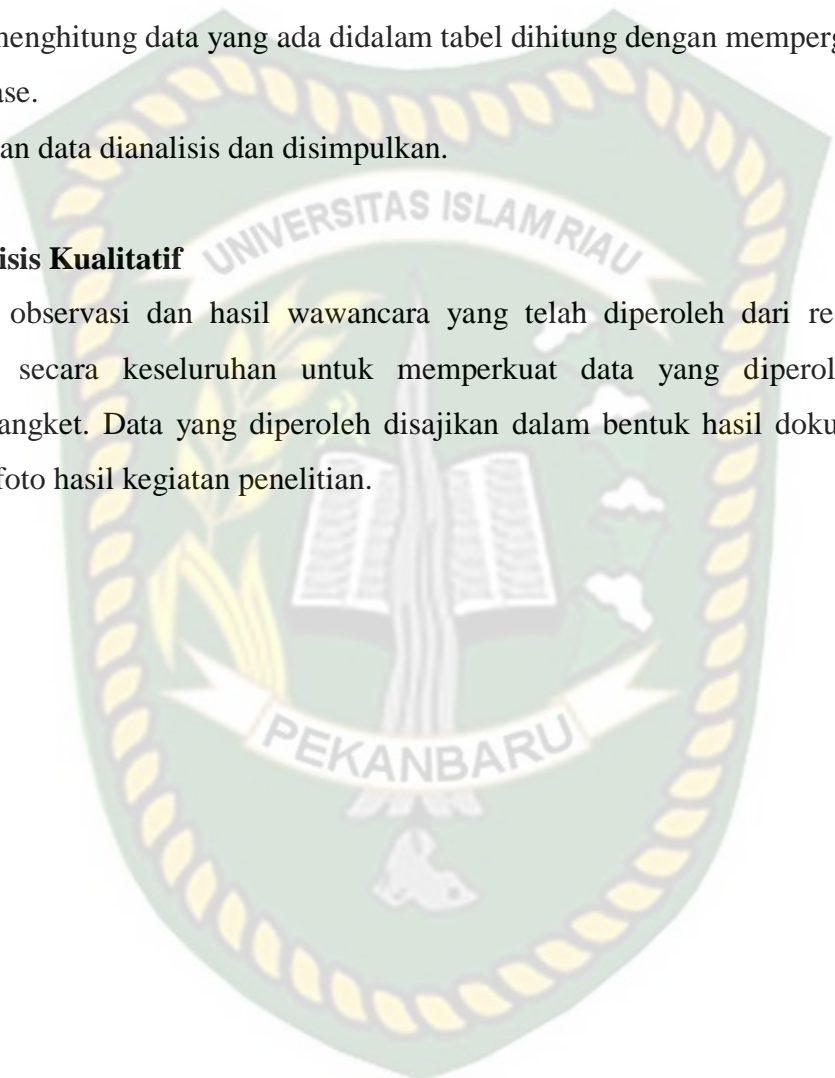 menghitung data yang ada didalam tabel dihitung dengan memperg
ase.
an data dianalisis dan disimpulkan.
UNIVERSITAS ISLAM RIAU
isis Kualitatif
observasi dan hasil wawancara yang telah diperoleh dari re
secara keseluruhan untuk memperkuat data yang diperol
angket. Data yang diperoleh disajikan dalam bentuk hasil doku
foto hasil kegiatan penelitian.
PEKANBARU